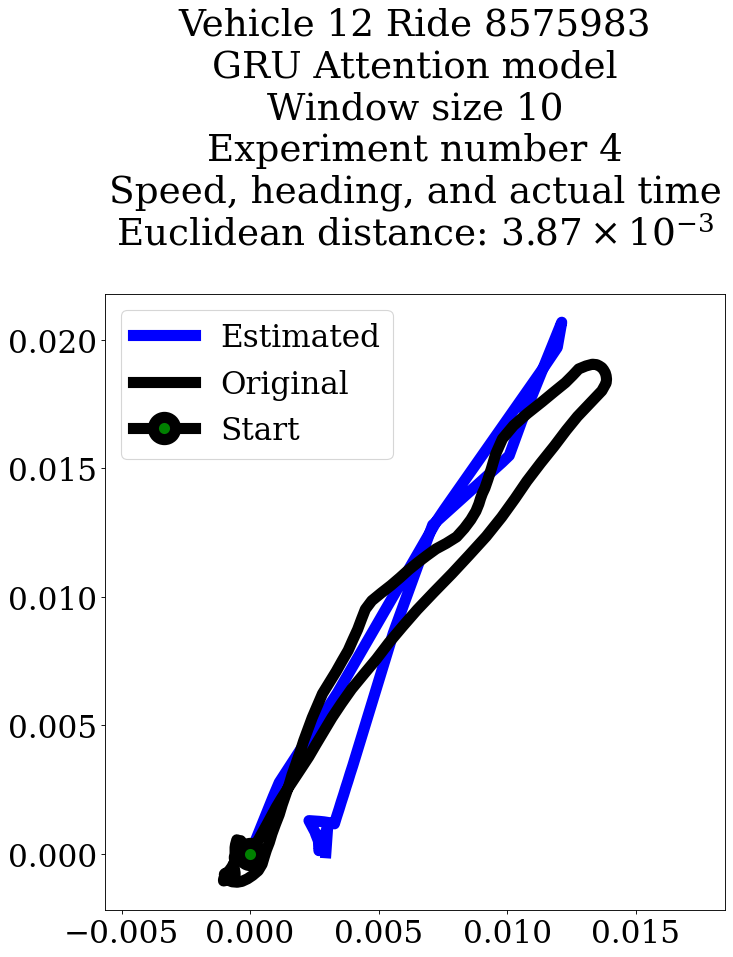 Vehicle 12 Ride 8575983
GRU Attention model
Window size 10
Experiment number 4
Speed, heading, and actual time
Euclidean distance: 3.87 × 10⁻³
Estimated
Original
Start
0.020
0.015
0.010
0.005
0.000
−0.005 0.000 0.005 0.010 0.015